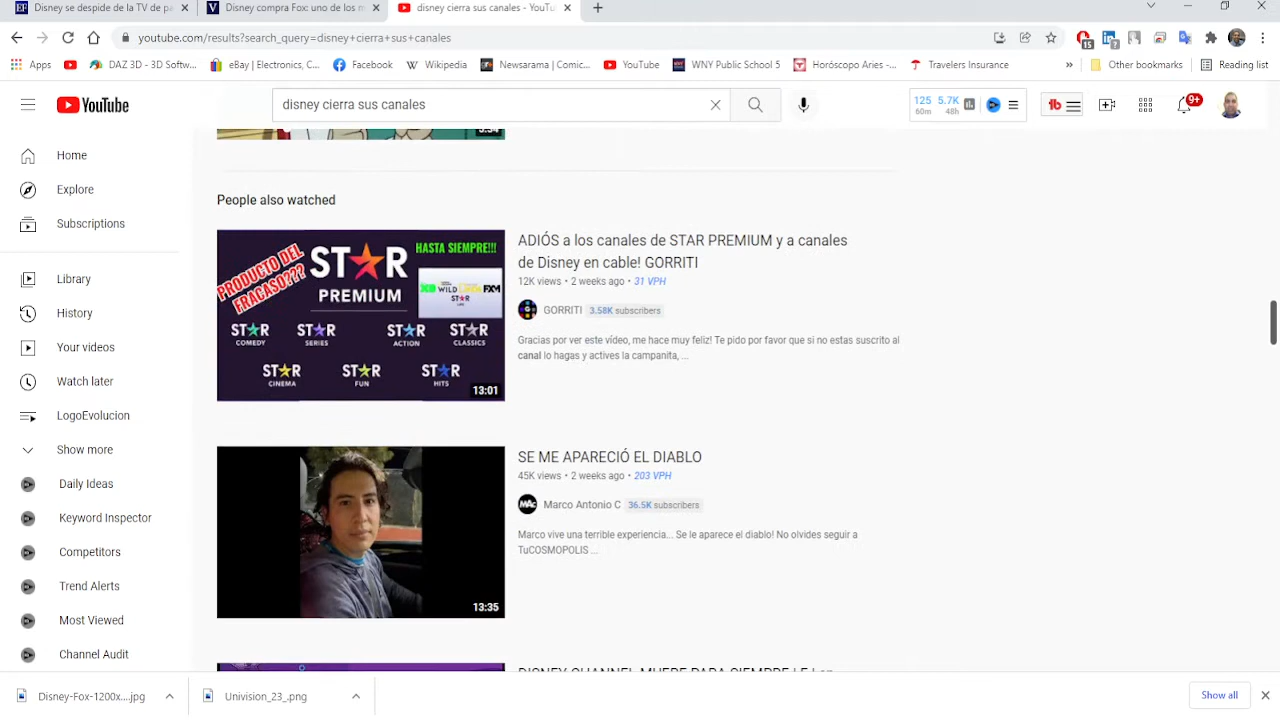 Disney se despide de la TV de pa
Disney compra Fox: uno de los m
disney cierra sus canales - YouTu
youtube.com/results?search_query=disney+cierra+sus+canales
15
7
Apps
DAZ 3D - 3D Softw...
eBay | Electronics, C...
Facebook
Wikipedia
Newsarama | Comic...
YouTube
WNY Public School 5
Horóscopo Aries -...
Travelers Insurance
»
Other bookmarks
Reading list
YouTube
disney cierra sus canales
125 5.7K
60m 48h
tb
9+
Home
Explore
Subscriptions
Library
History
Your videos
Watch later
LogoEvolucion
Show more
Daily Ideas
Keyword Inspector
Competitors
Trend Alerts
Most Viewed
Channel Audit
People also watched
PRODUCTO DEL
FRACASO???
STAR
PREMIUM
HASTA SIEMPRE!!!
XD WILD FXM
STAR
LIFE
STAR
COMEDY
STAR
SERIES
STAR
ACTION
STAR
CLASSICS
STAR
CINEMA
STAR
FUN
STAR
HITS
13:01
ADIÓS a los canales de STAR PREMIUM y a canales
de Disney en cable! GORRITI
12K views • 2 weeks ago • 31 VPH
GORRITI 3.58K subscribers
Gracias por ver este vídeo, me hace muy feliz! Te pido por favor que si no estas suscrito al
canal lo hagas y actives la campanita, ...
13:35
SE ME APARECIÓ EL DIABLO
45K views • 2 weeks ago • 203 VPH
MAC
Marco Antonio C 36.5K subscribers
Marco vive una terrible experiencia... Se le aparece el diablo! No olvides seguir a
TuCOSMOPOLIS ...
Disney-Fox-1200x....jpg
Univision_23_.png
Show all